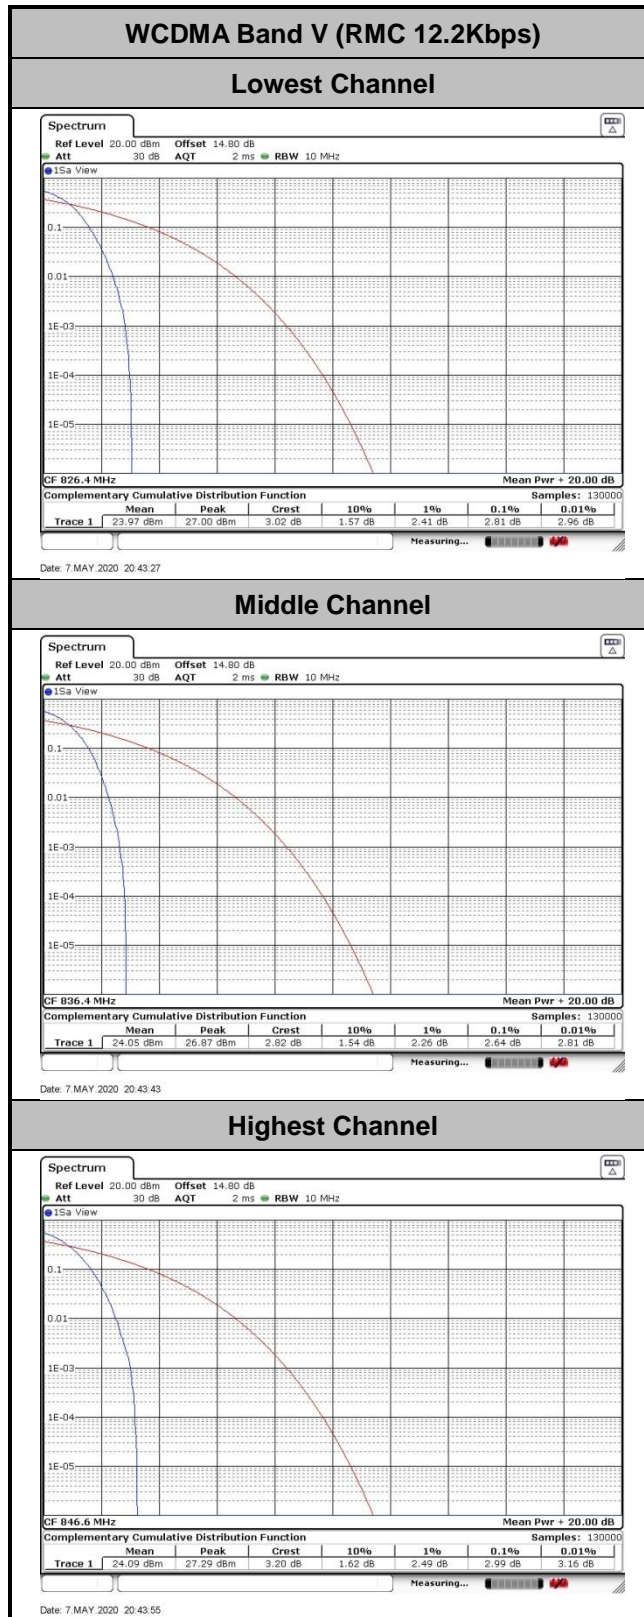 WCDMA Band V (RMC 12.2Kbps)
Lowest Channel
Spectrum
Ref Level 20.00 dBm Offset 14.80 dB
Att 30 dB AQT 2 ms RBW 10 MHz
1Sa View
0.1
0.01
1E-03
1E-04
1E-05
CF 826.4 MHz Mean Pwr + 20.00 dB
Complementary Cumulative Distribution Function Samples: 130000
Mean Peak Crest 10% 1% 0.1% 0.01%
Trace 1 23.97 dBm 27.00 dBm 3.02 dB 1.57 dB 2.41 dB 2.81 dB 2.96 dB
Measuring...
Date: 7.MAY.2020 20:43:27
Middle Channel
Spectrum
Ref Level 20.00 dBm Offset 14.80 dB
Att 30 dB AQT 2 ms RBW 10 MHz
1Sa View
0.1
0.01
1E-03
1E-04
1E-05
CF 836.4 MHz Mean Pwr + 20.00 dB
Complementary Cumulative Distribution Function Samples: 130000
Mean Peak Crest 10% 1% 0.1% 0.01%
Trace 1 24.05 dBm 26.87 dBm 2.82 dB 1.54 dB 2.26 dB 2.64 dB 2.81 dB
Measuring...
Date: 7.MAY.2020 20:43:43
Highest Channel
Spectrum
Ref Level 20.00 dBm Offset 14.80 dB
Att 30 dB AQT 2 ms RBW 10 MHz
1Sa View
0.1
0.01
1E-03
1E-04
1E-05
CF 846.6 MHz Mean Pwr + 20.00 dB
Complementary Cumulative Distribution Function Samples: 130000
Mean Peak Crest 10% 1% 0.1% 0.01%
Trace 1 24.09 dBm 27.29 dBm 3.20 dB 1.62 dB 2.49 dB 2.99 dB 3.16 dB
Measuring...
Date: 7.MAY.2020 20:43:55